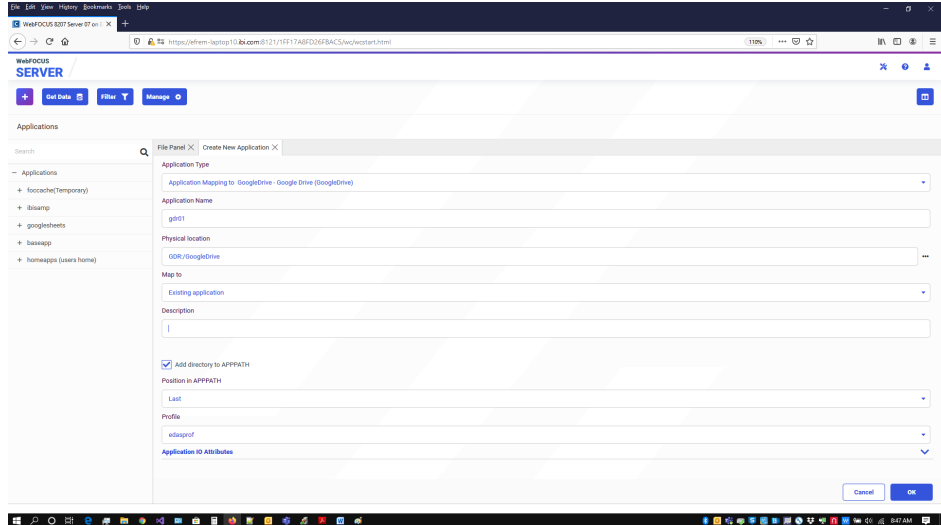 File Edit View History Bookmarks Tools Help
WebFOCUS 8207 Server 07 on
https://efrem-laptop10.ibi.com:8121/1FF17A8FD26F8AC5/wc/wcstart.html
110%
WebFOCUS
SERVER
Get Data
Filter
Manage
Applications
Search
File Panel
Create New Application
Applications
foccache(Temporary)
ibisamp
googlesheets
baseapp
homeapps (users home)
Application Type
Application Mapping to GoogleDrive - Google Drive (GoogleDrive)
Application Name
gdr01
Physical location
GDR:/GoogleDrive
Map to
Existing application
Description
Add directory to APPPATH
Position in APPPATH
Last
Profile
edasprof
Application IO Attributes
Cancel
OK
8:47 AM